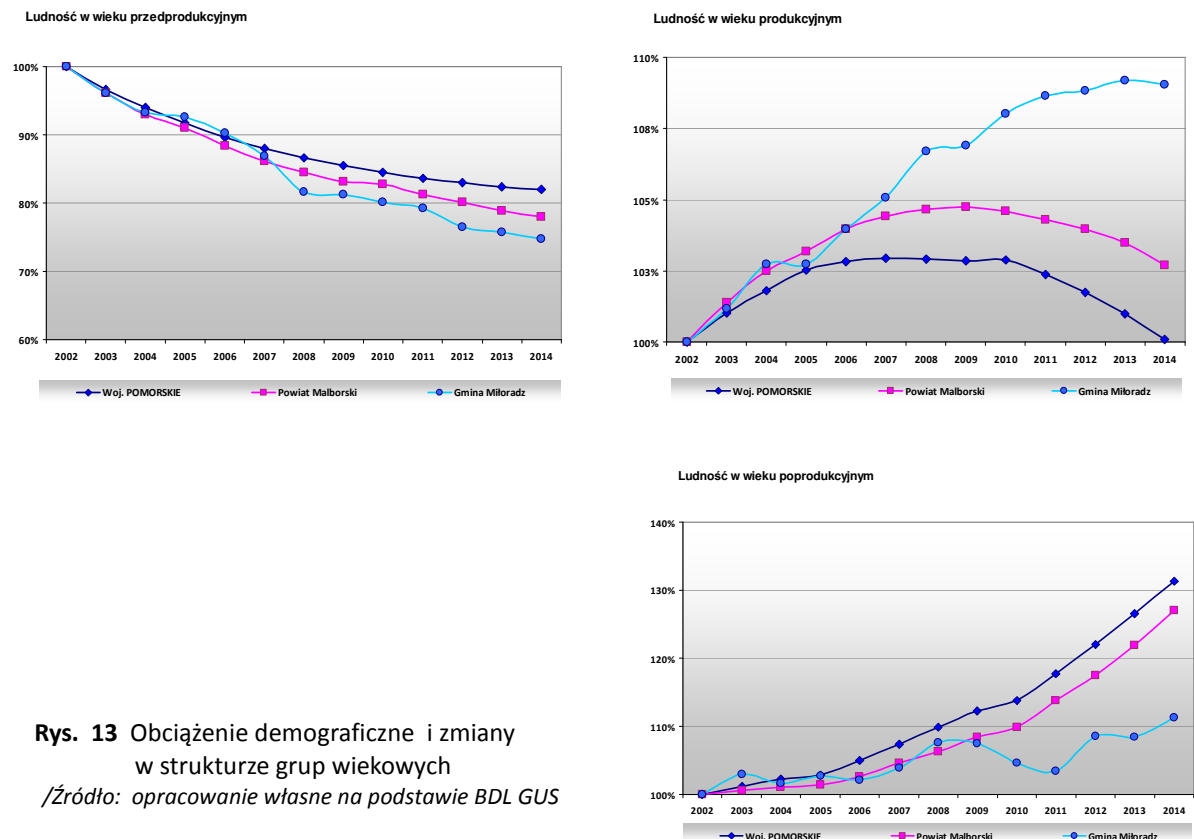 Ludność w wieku przedprodukcyjnym
100%
90%
80%
70%
60%
2002 2003 2004 2005 2006 2007 2008 2009 2010 2011 2012 2013 2014
Woj. POMORSKIE Powiat Malborski Gmina Miłoradz
Ludność w wieku produkcyjnym
110%
108%
105%
103%
100%
2002 2003 2004 2005 2006 2007 2008 2009 2010 2011 2012 2013 2014
Woj. POMORSKIE Powiat Malborski Gmina Miłoradz
Ludność w wieku poprodukcyjnym
140%
130%
120%
110%
100%
2002 2003 2004 2005 2006 2007 2008 2009 2010 2011 2012 2013 2014
Woj. POMORSKIE Powiat Malborski Gmina Miłoradz
Rys. 13 Obciążenie demograficzne i zmiany
w strukturze grup wiekowych
/Źródło: opracowanie własne na podstawie BDL GUS